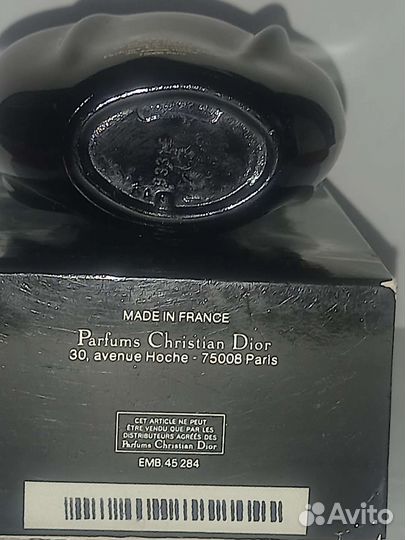 MADE IN FRANCE
Parfums Christian Dior
30, avenue Hoche - 75008 Paris
CET ARTICLE NE PEUT
ÊTRE VENDU QUE PAR LES
DISTRIBUTEURS AGRÉÉS DES
Parfums Christian Dior
EMB 45 284
Avito